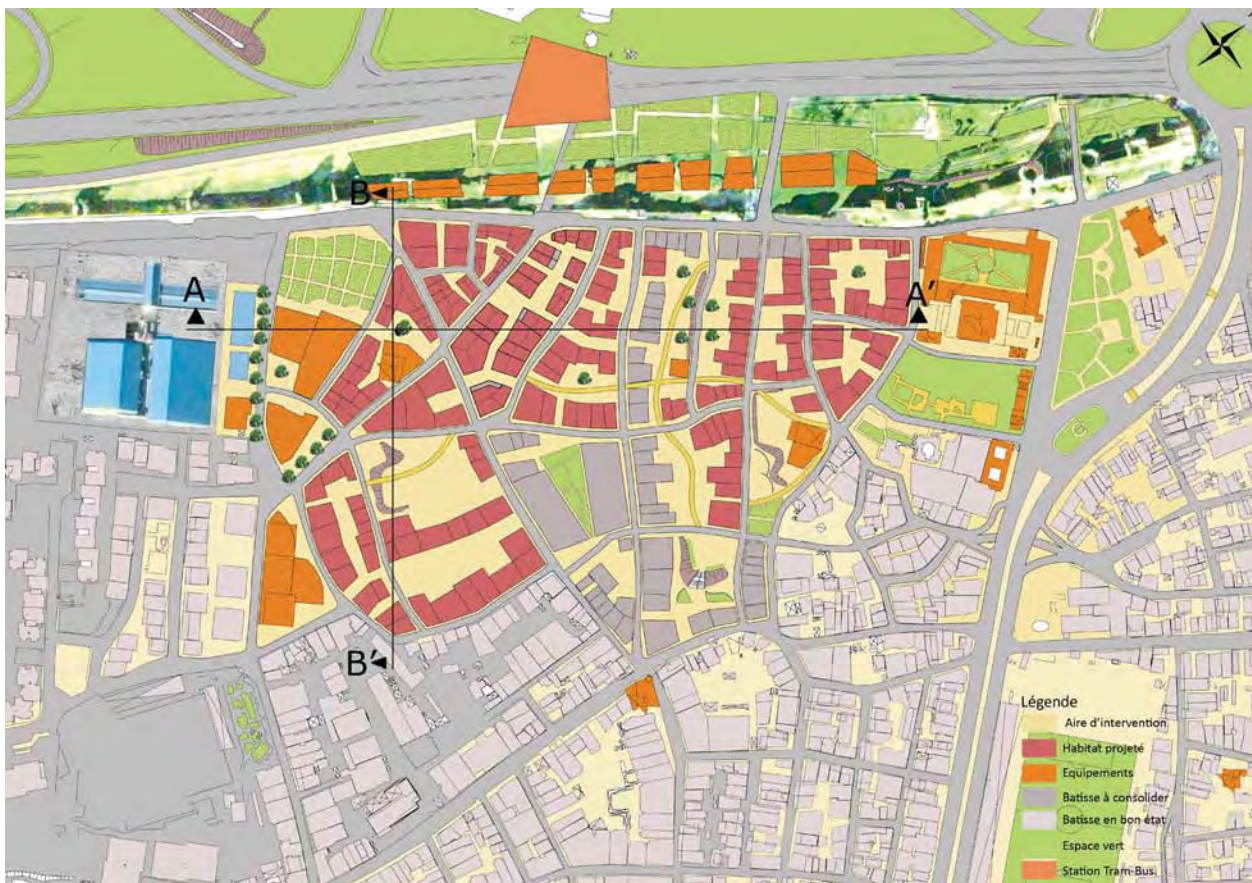 B
A
A'
B'
Légende
Aire d'intervention
Habitat projeté
Equipements
Batisse à consolider
Batisse en bon état
Espace vert
Station Tram-Bus